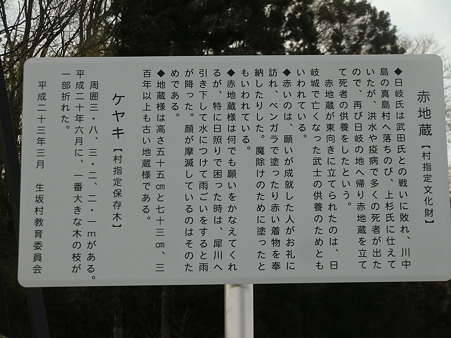 赤地蔵【村指定文化財】
◆日岐氏は武田氏との戦いに敗れ、川中
島の真島村へ落ちのび、上杉氏に仕えて
いたが、洪水や疫病で多くの死者が出た
ので、再び日岐の地へ帰り赤地蔵を立て
て死者の供養をしたという。
赤地蔵が東向きに立てられたのは、日
岐城で亡くなった武士の供養のためとも
いわれている。
◆赤いのは、願いが成就した人がお礼に
訪れ、ベンガラで塗ったり赤い着物を奉
納したりした。魔除けのために塗ったと
もいわれている。
◆赤地蔵様は何でも願いをかなえてくれ
るが、特に日照りで困った時は、犀川へ
引き下して水につけて雨ごいをすると雨
が降った。顔が摩滅しているのはそのた
めである。
◆地蔵様は高さ五十五㎝と七十三㎝、三
百年以上も古い地蔵様である。
ケヤキ【村指定保存木】
周囲三・八、三・二、二・一ｍがある。
平成二十年六月に、一番大きな木の枝が
一部折れた。
平成二十三年三月 生坂村教育委員会